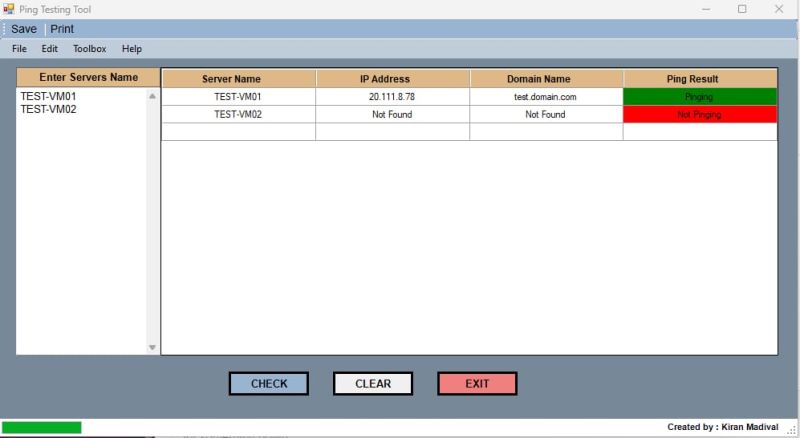 Ping Testing Tool
Save Print
File Edit Toolbox Help
Enter Servers Name
TEST-VM01
TEST-VM02
Server Name IP Address Domain Name Ping Result
TEST-VM01 20.111.8.78 test.domain.com Pinging
TEST-VM02 Not Found Not Found Not Pinging
CHECK CLEAR EXIT
Created by : Kiran Madival